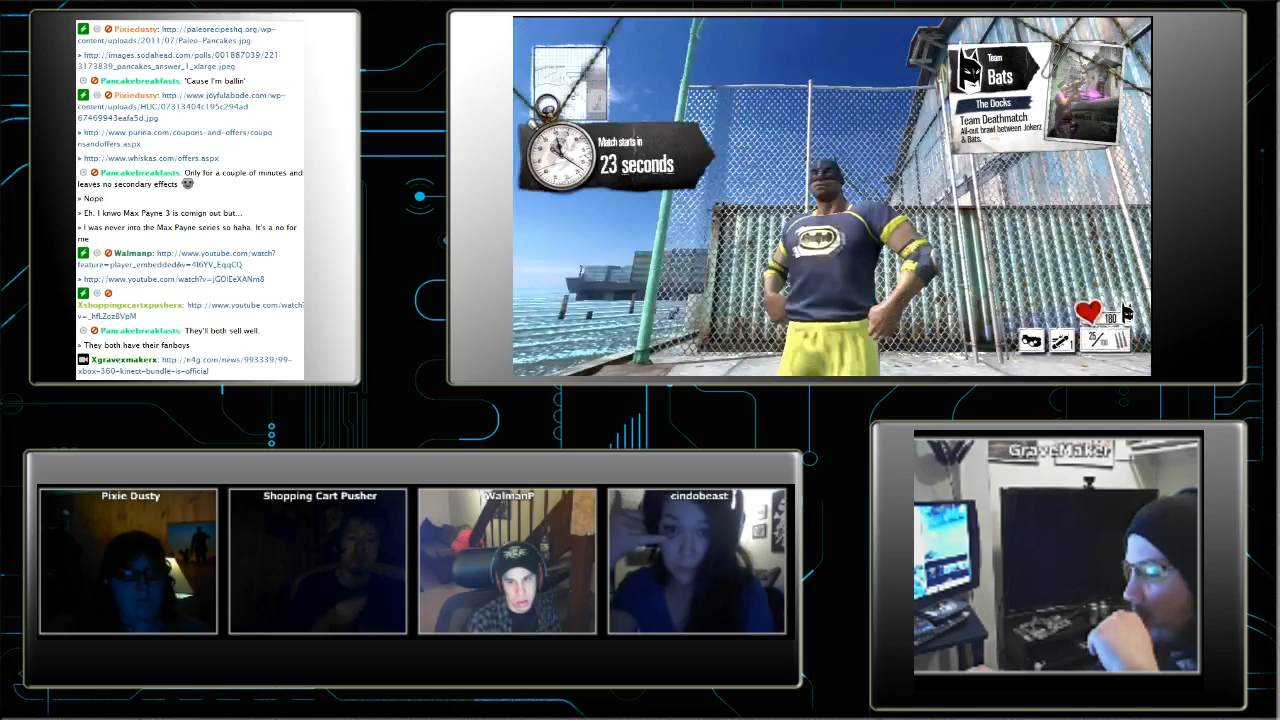 Pixiedusty: http://paleorecipeshq.org/wp-
content/uploads/2011/07/Paleo-Pancakes.jpg
» http://images.sodahead.com/polls/001887039/221
3173839_pancakes_answer_1_xlarge.jpeg
Pancakebreakfasts: 'Cause I'm ballin'
Pixiedusty: http://www.joyfulabode.com/wp-
content/uploads/HLIC/07313404c195c294ad
67469943eafa5d.jpg
» http://www.purina.com/coupons-and-offers/coupo
nsandoffers.aspx
» http://www.whiskas.com/offers.aspx
Pancakebreakfasts: Only for a couple of minutes and
leaves no secondary effects
» Nope
» Eh. I knwo Max Payne 3 is comign out but...
» I was never into the Max Payne series so haha. It's a no for
me
Walmanp: http://www.youtube.com/watch?
feature=player_embedded&v=4I6YV_EqqCQ
» http://www.youtube.com/watch?v=jGOlEeXANm8
Xshoppingxcartxpusherx: http://www.youtube.com/watch?
v=_hfLZoz8VpM
Pancakebreakfasts: They'll both sell well.
» They both have their fanboys
Xgravexmakerx: http://n4g.com/news/993339/99-
xbox-360-kinect-bundle-is-official
Match starts in
23 seconds
Team
Bats
The Docks
Team Deathmatch
All-out brawl between Jokerz
& Bats.
180
1
25/100
Pixie Dusty
Shopping Cart Pusher
WalmanP
cindobeast
GraveMaker